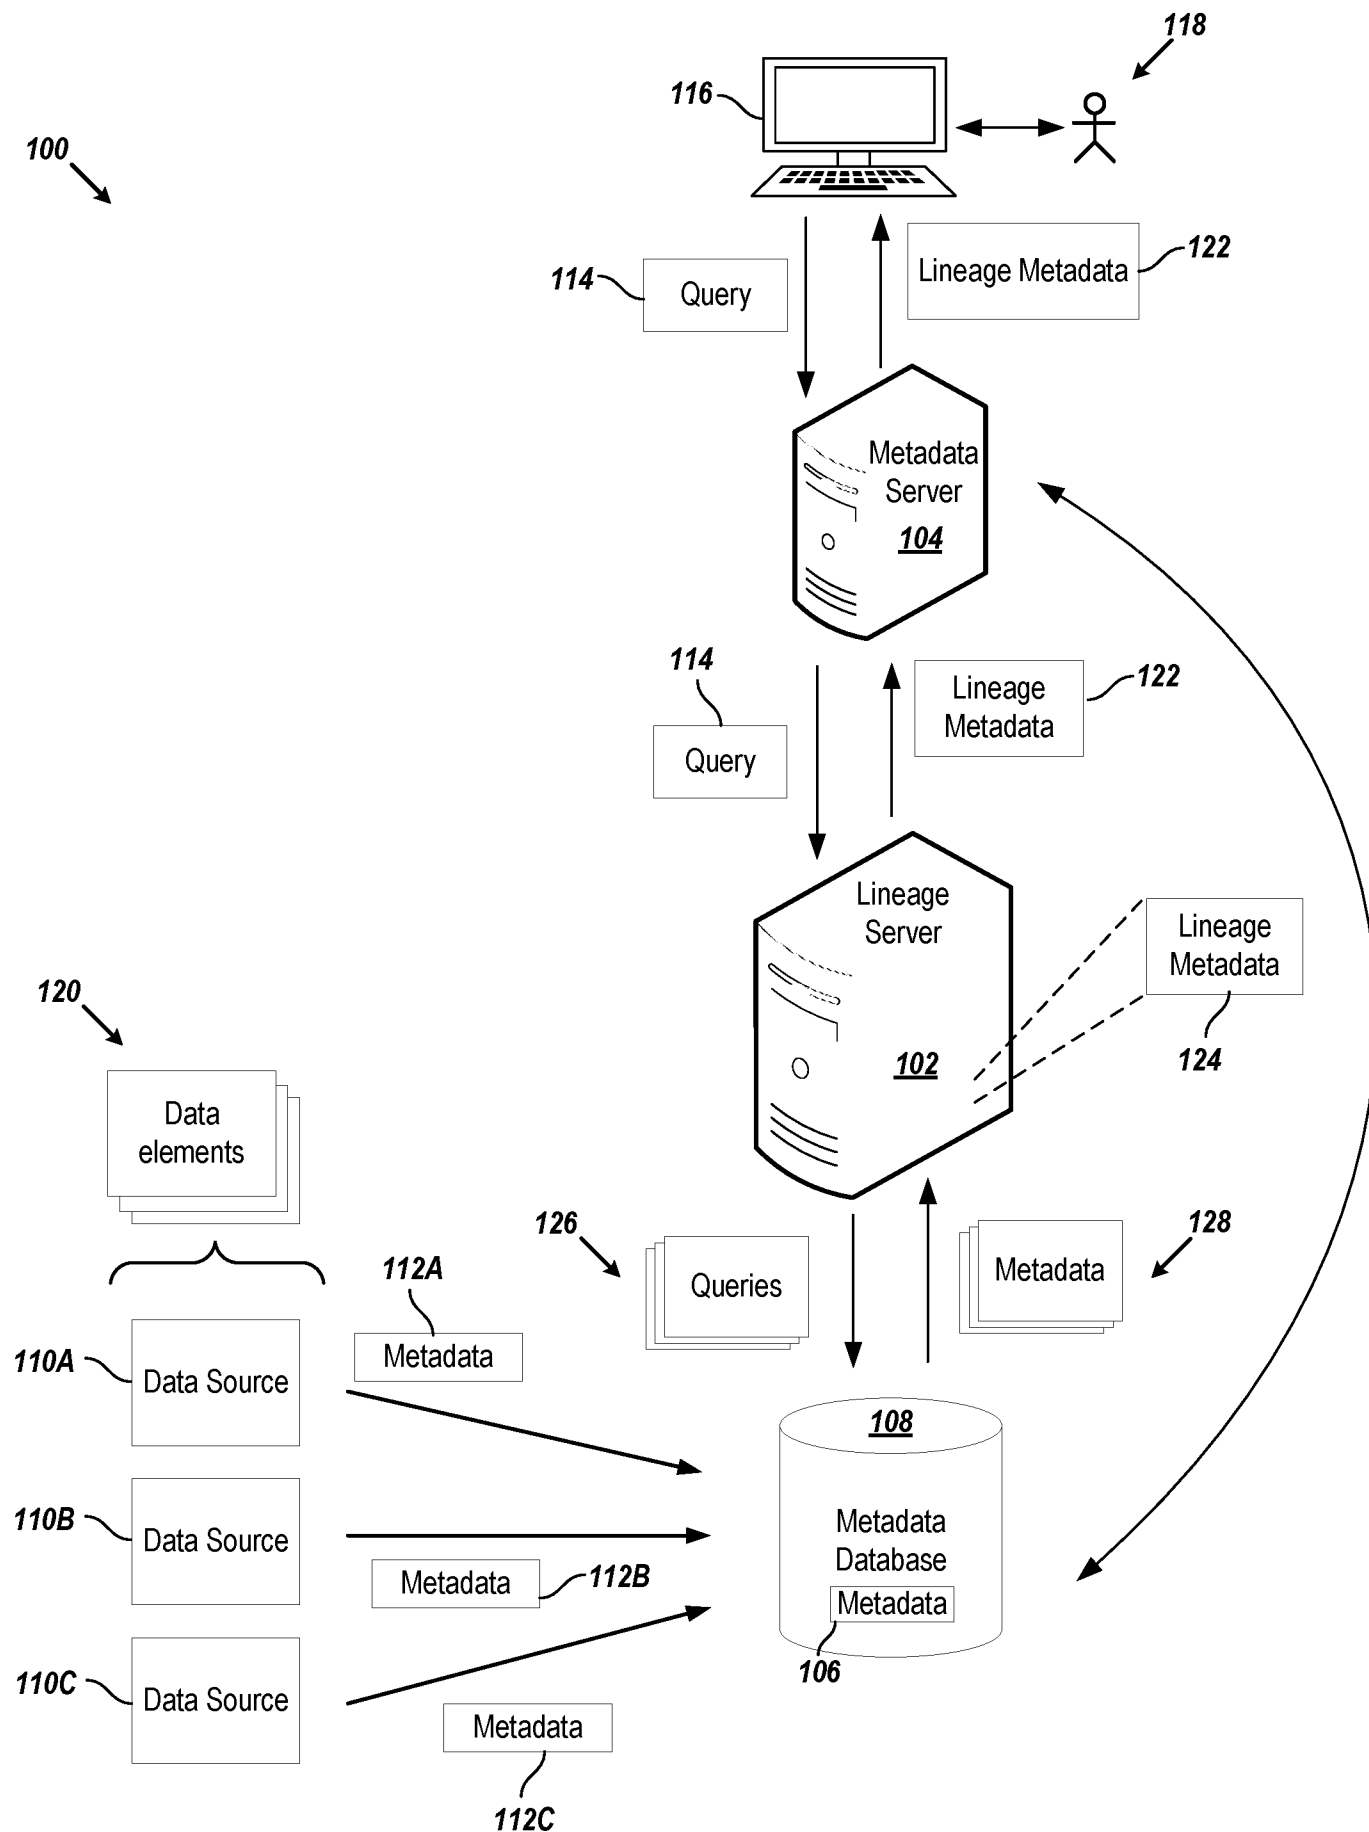 118
116
100
122
114
Query
Lineage Metadata
Metadata
Server
104
114
122
Lineage
Metadata
Query
Lineage
Server
Lineage
Metadata
102
124
120
Data
elements
126
128
112A
Queries
Metadata
110A
Metadata
Data Source
108
110B
Data Source
Metadata
Database
Metadata
112B
Metadata
106
110C
Data Source
Metadata
112C